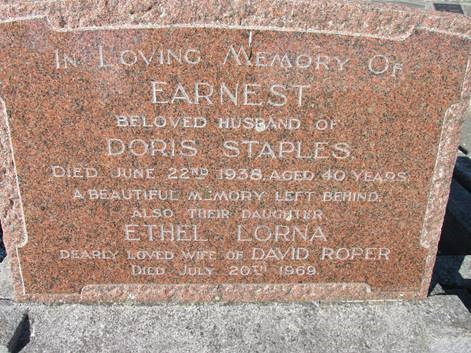 In Loving Memory Of
EARNEST
BELOVED HUSBAND OF
DORIS STAPLES.
DIED JUNE 22ND 1938, AGED 40 YEARS.
A BEAUTIFUL MEMORY LEFT BEHIND.
ALSO THEIR DAUGHTER
ETHEL LORNA
DEARLY LOVED WIFE OF DAVID ROPER
DIED JULY 20TH 1969